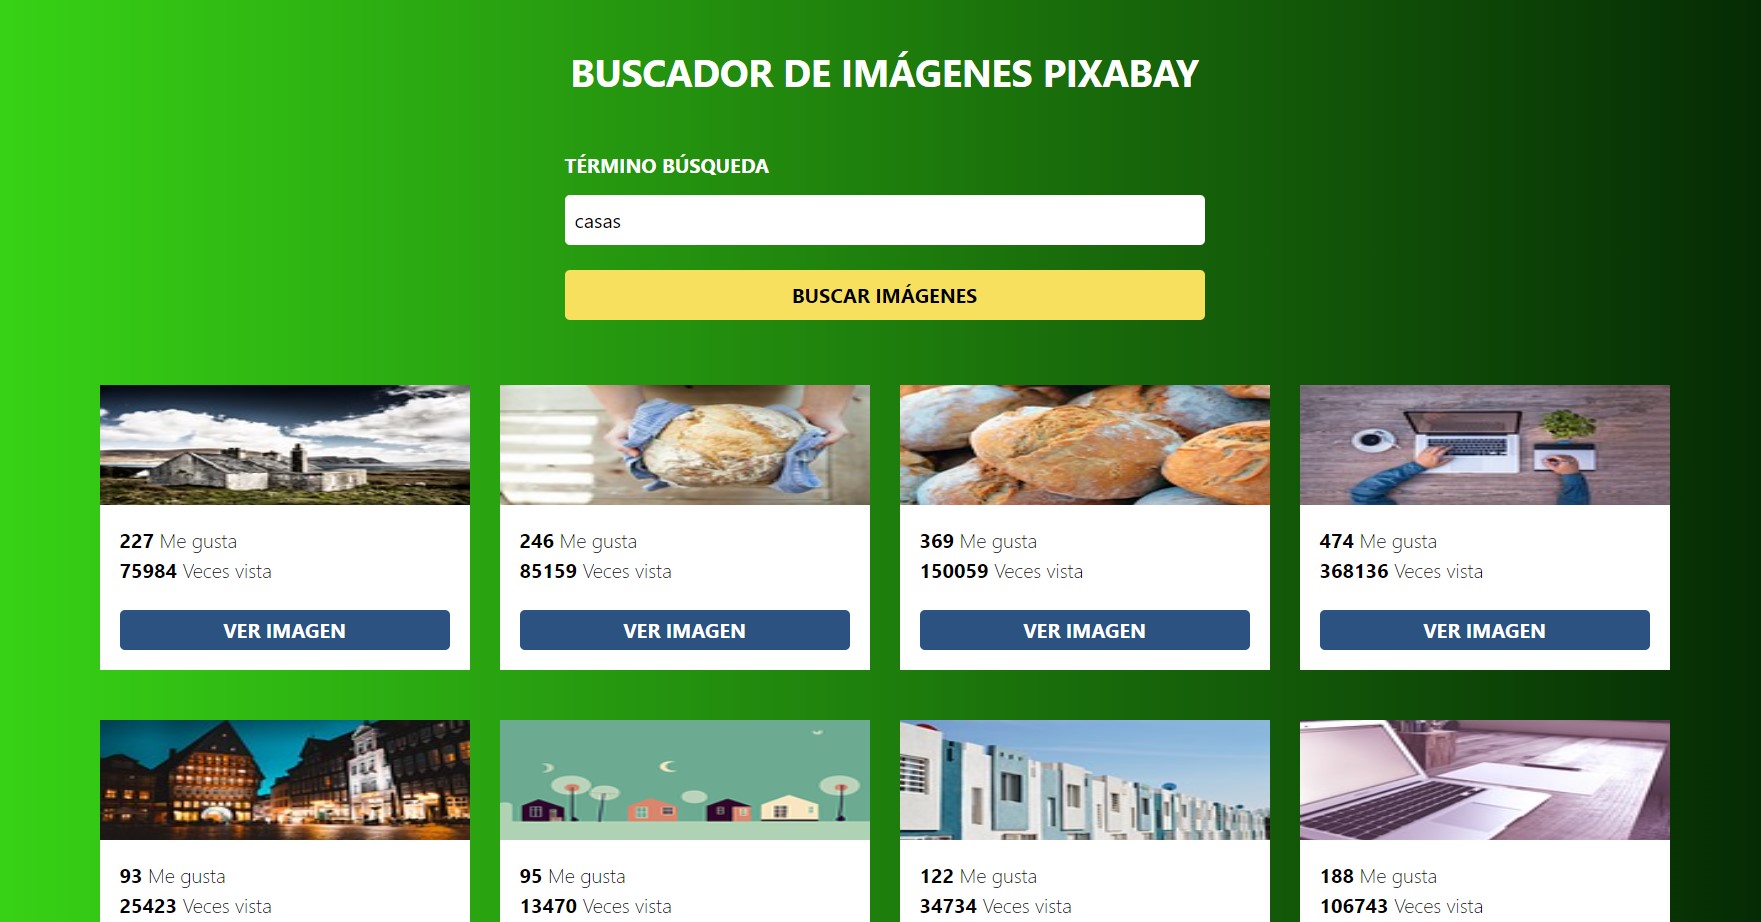 BUSCADOR DE IMÁGENES PIXABAY
TÉRMINO BÚSQUEDA
casas
BUSCAR IMÁGENES
227 Me gusta
75984 Veces vista
VER IMAGEN
246 Me gusta
85159 Veces vista
VER IMAGEN
369 Me gusta
150059 Veces vista
VER IMAGEN
474 Me gusta
368136 Veces vista
VER IMAGEN
93 Me gusta
25423 Veces vista
95 Me gusta
13470 Veces vista
122 Me gusta
34734 Veces vista
188 Me gusta
106743 Veces vista